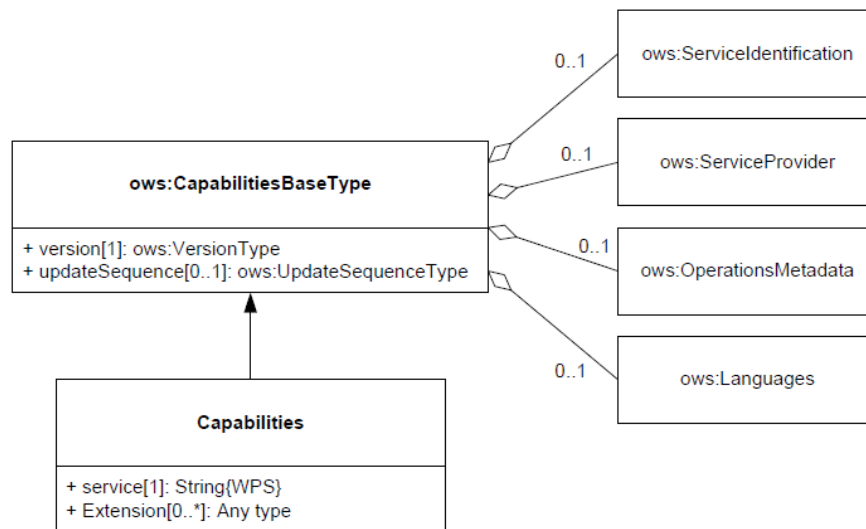 0..1
ows:ServiceIdentification
ows:CapabilitiesBaseType
0..1
ows:ServiceProvider
+ version[1]: ows:VersionType
+ updateSequence[0..1]: ows:UpdateSequenceType
0..1
ows:OperationsMetadata
0..1
ows:Languages
Capabilities
+ service[1]: String{WPS}
+ Extension[0..*]: Any type